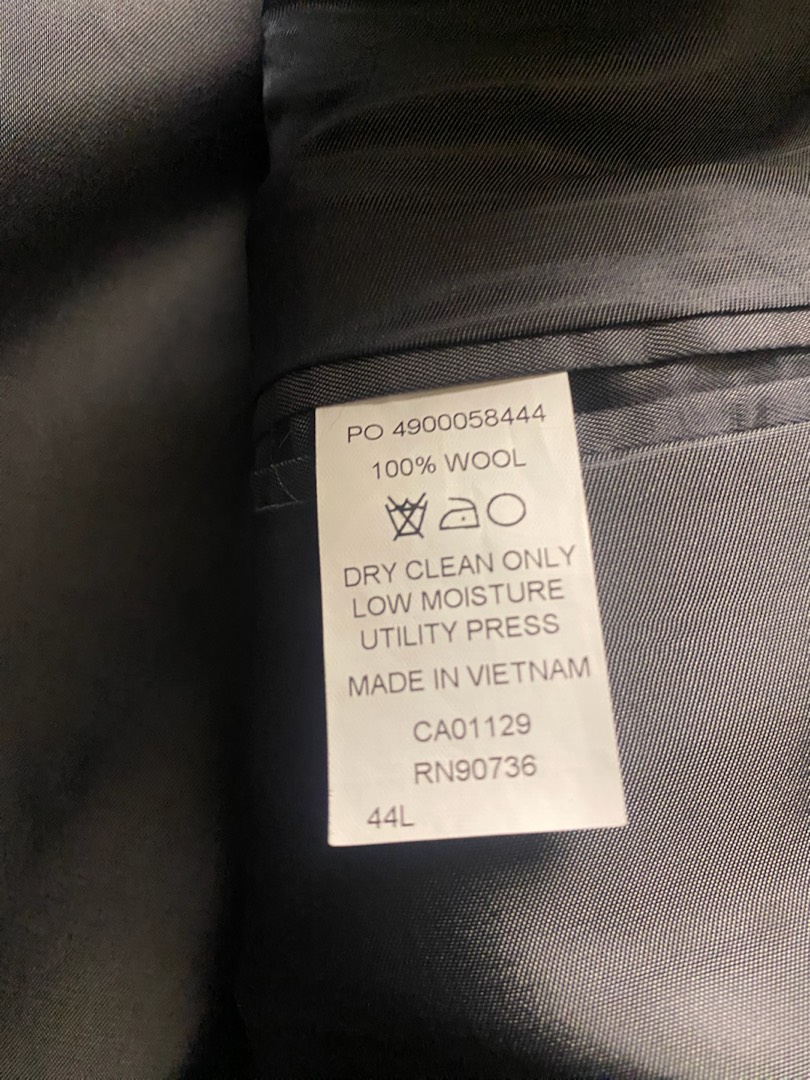 PO 4900058444
100% WOOL
DRY CLEAN ONLY
LOW MOISTURE
UTILITY PRESS
MADE IN VIETNAM
CA01129
RN90736
44L